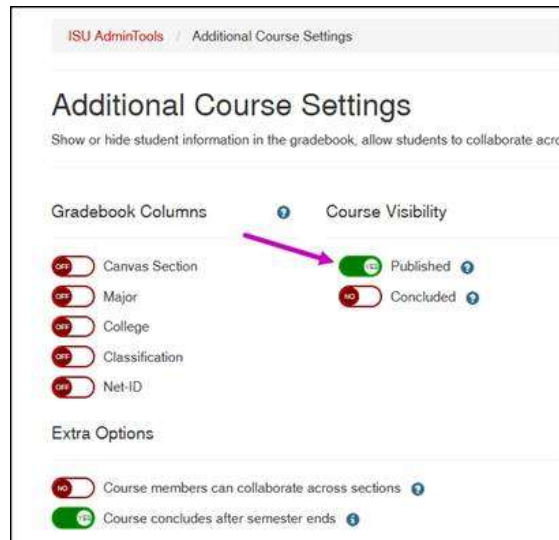 ISU AdminTools / Additional Course Settings
Additional Course Settings
Show or hide student information in the gradebook, allow students to collaborate
Gradebook Columns
OFF Canvas Section
OFF Major
OFF College
OFF Classification
OFF Net-ID
Course Visibility
YES Published
NO Concluded
Extra Options
NO Course members can collaborate across sections
YES Course concludes after semester ends